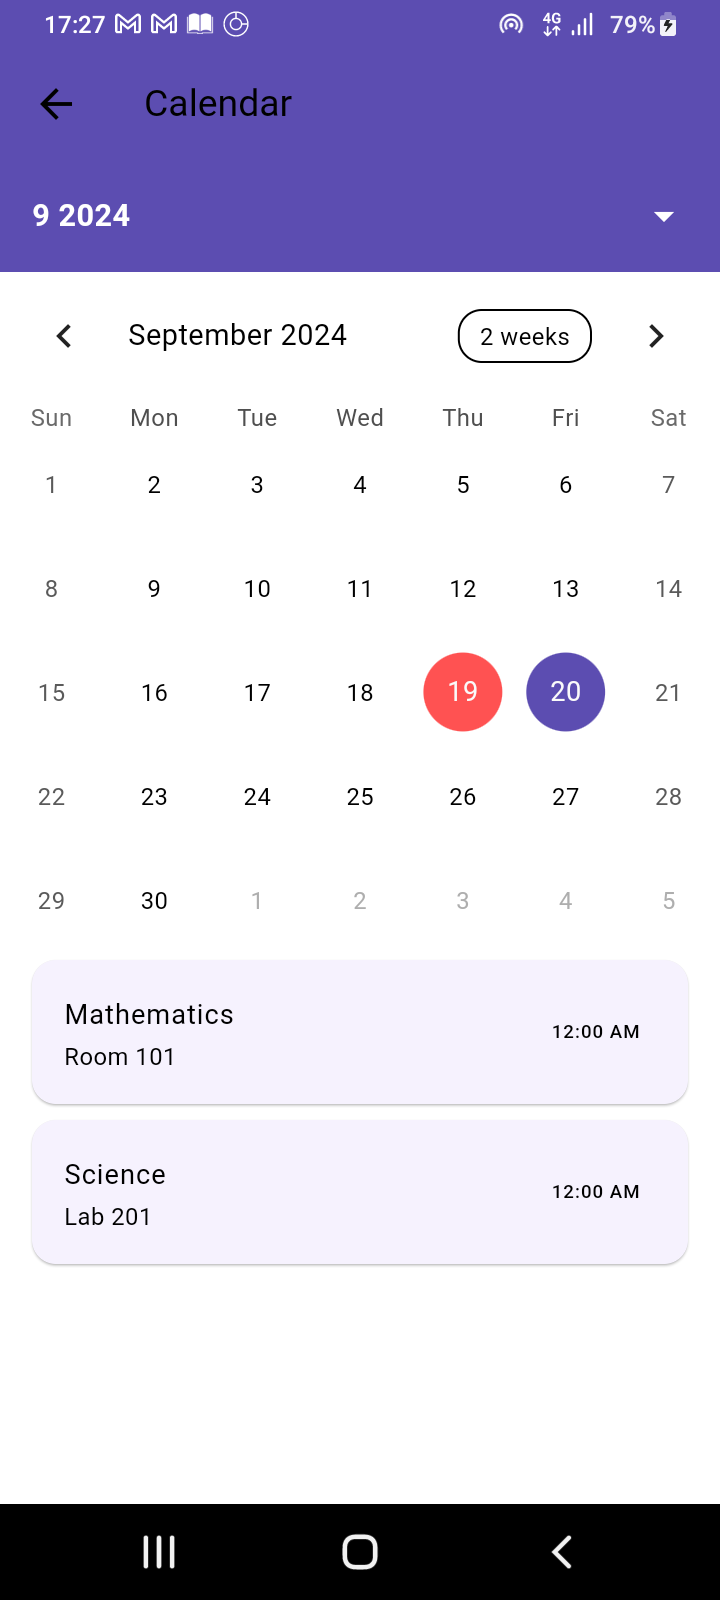 17:27 4G 79%
Calendar
9 2024
September 2024 2 weeks
Sun Mon Tue Wed Thu Fri Sat
1 2 3 4 5 6 7
8 9 10 11 12 13 14
15 16 17 18 19 20 21
22 23 24 25 26 27 28
29 30 1 2 3 4 5
Mathematics
12:00 AM
Room 101
Science
12:00 AM
Lab 201